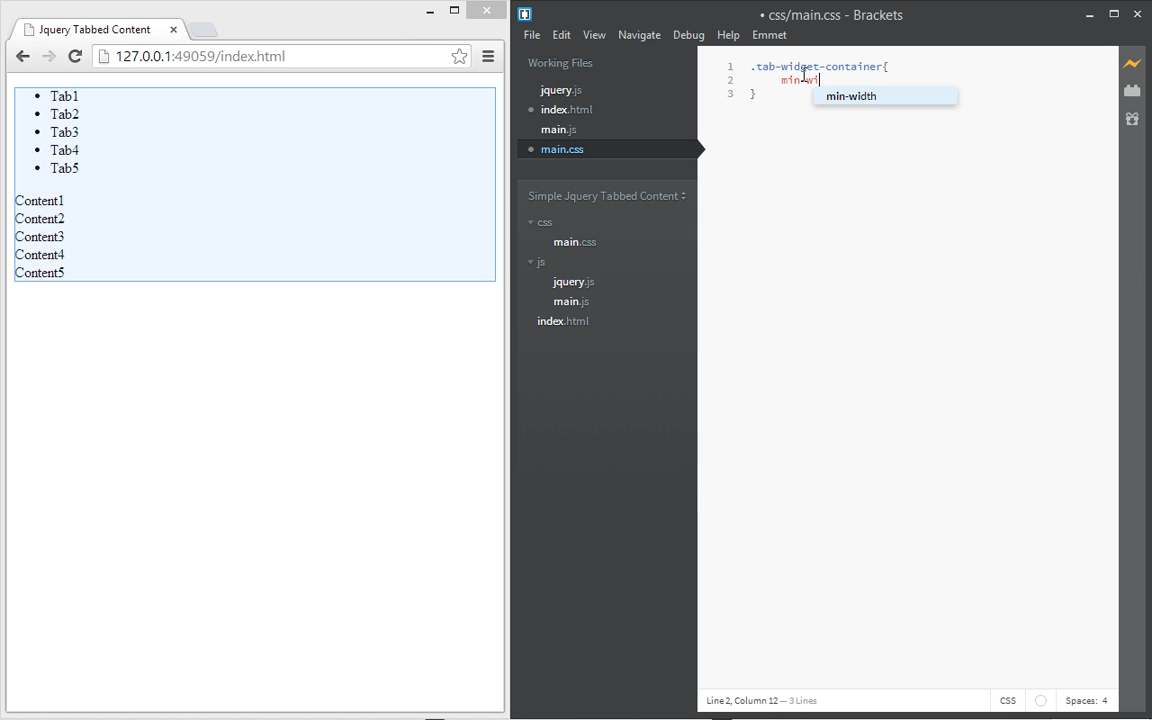 Jquery Tabbed Content
127.0.0.1:49059/index.html
Tab1
Tab2
Tab3
Tab4
Tab5
Content1
Content2
Content3
Content4
Content5
• css/main.css - Brackets
File Edit View Navigate Debug Help Emmet
Working Files
jquery.js
index.html
main.js
main.css
Simple Jquery Tabbed Content
css
main.css
js
jquery.js
main.js
index.html
1 .tab-widget-container{
2 min-wi
3 }
min-width
Line 2, Column 12 — 3 Lines
CSS
Spaces: 4